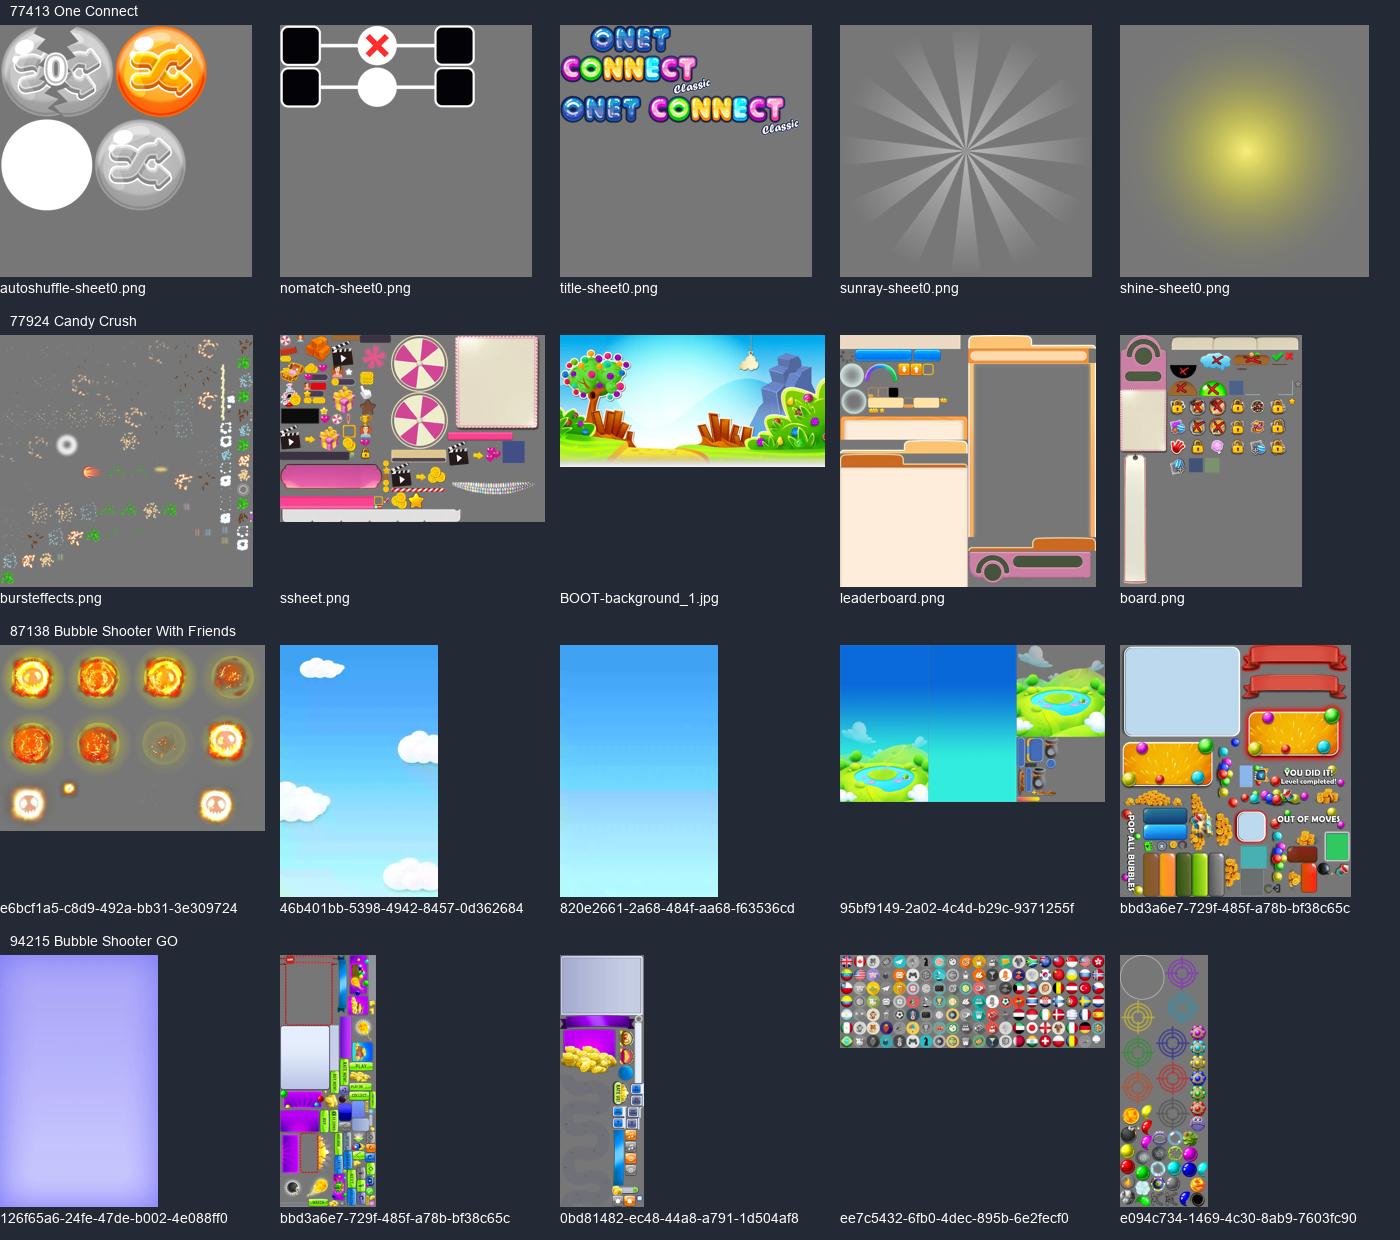 77413 One Connect
0
ONET
CONNECT
Classic
ONET CONNECT
Classic
autoshuffle-sheet0.png
nomatch-sheet0.png
title-sheet0.png
sunray-sheet0.png
shine-sheet0.png
77924 Candy Crush
bursteffects.png
ssheet.png
BOOT-background_1.jpg
leaderboard.png
board.png
87138 Bubble Shooter With Friends
YOU DID IT!
Level completed!
OUT OF MOVES
POP ALL BUBBLES
e6bcf1a5-c8d9-492a-bb31-3e309724
46b401bb-5398-4942-8457-0d362684
820e2661-2a68-484f-aa68-f63536cd
95bf9149-2a02-4c4d-b29c-9371255f
bbd3a6e7-729f-485f-a78b-bf38c65c
94215 Bubble Shooter GO
PLAY
126f65a6-24fe-47de-b002-4e088ff0
bbd3a6e7-729f-485f-a78b-bf38c65c
0bd81482-ec48-44a8-a791-1d504af8
ee7c5432-6fb0-4dec-895b-6e2fecf0
e094c734-1469-4c30-8ab9-7603fc90